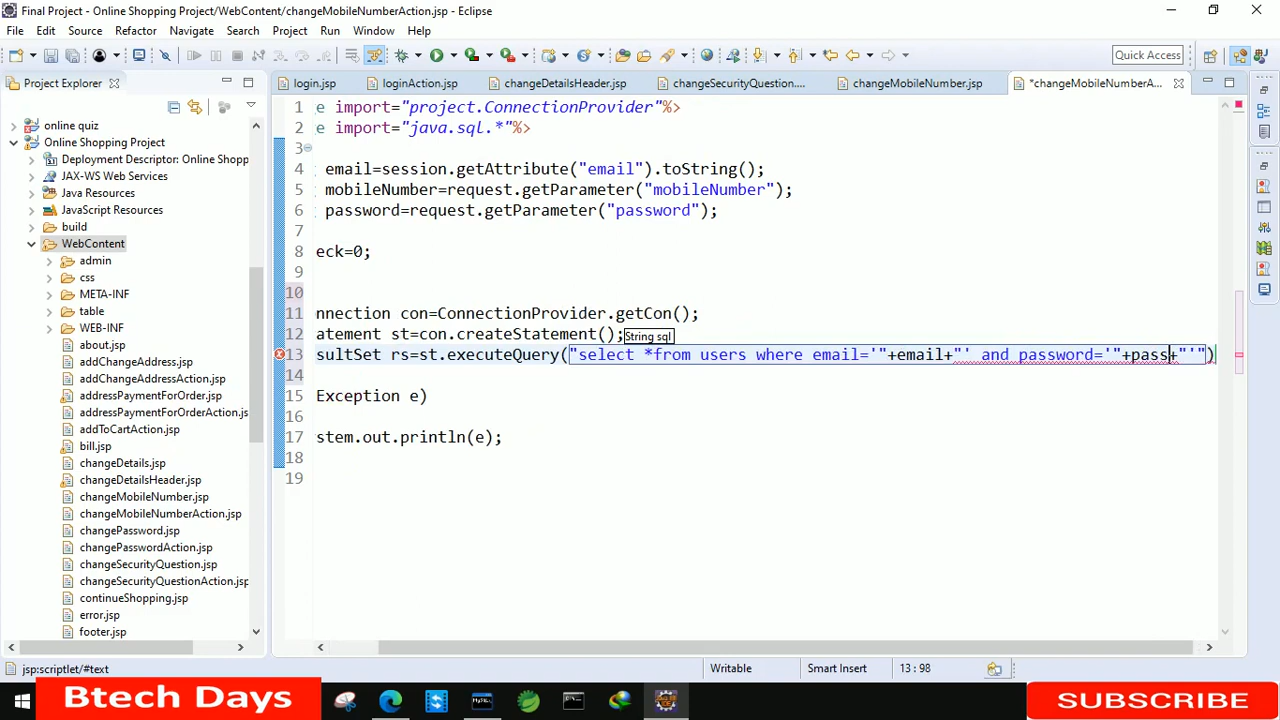 Final Project - Online Shopping Project/WebContent/changeMobileNumberAction.jsp - Eclipse
File Edit Source Refactor Navigate Search Project Run Window Help
Quick Access
Project Explorer
login.jsp loginAction.jsp changeDetailsHeader.jsp changeSecurityQuestion.... changeMobileNumber.jsp *changeMobileNumberA...
online quiz
Online Shopping Project
Deployment Descriptor: Online Shopp
JAX-WS Web Services
Java Resources
JavaScript Resources
build
WebContent
admin
css
META-INF
table
WEB-INF
about.jsp
addChangeAddress.jsp
addChangeAddressAction.jsp
addressPaymentForOrder.jsp
addressPaymentForOrderAction.js
addToCartAction.jsp
bill.jsp
changeDetails.jsp
changeDetailsHeader.jsp
changeMobileNumber.jsp
changeMobileNumberAction.jsp
changePassword.jsp
changePasswordAction.jsp
changeSecurityQuestion.jsp
changeSecurityQuestionAction.jsp
continueShopping.jsp
error.jsp
footer.jsp
1 e import="project.ConnectionProvider"%>
2 e import="java.sql.*"%>
3
4 email=session.getAttribute("email").toString();
5 mobileNumber=request.getParameter("mobileNumber");
6 password=request.getParameter("password");
7
8 eck=0;
9
10
11 nnection con=ConnectionProvider.getCon();
12 atement st=con.createStatement();
String sql
13 sultSet rs=st.executeQuery("select *from users where email='"+email+"' and password='"+pass+"'")
14
15 Exception e)
16
17 stem.out.println(e);
18
19
jsp:scriptlet/#text
Writable
Smart Insert
13 : 98
Btech Days
SUBSCRIBE